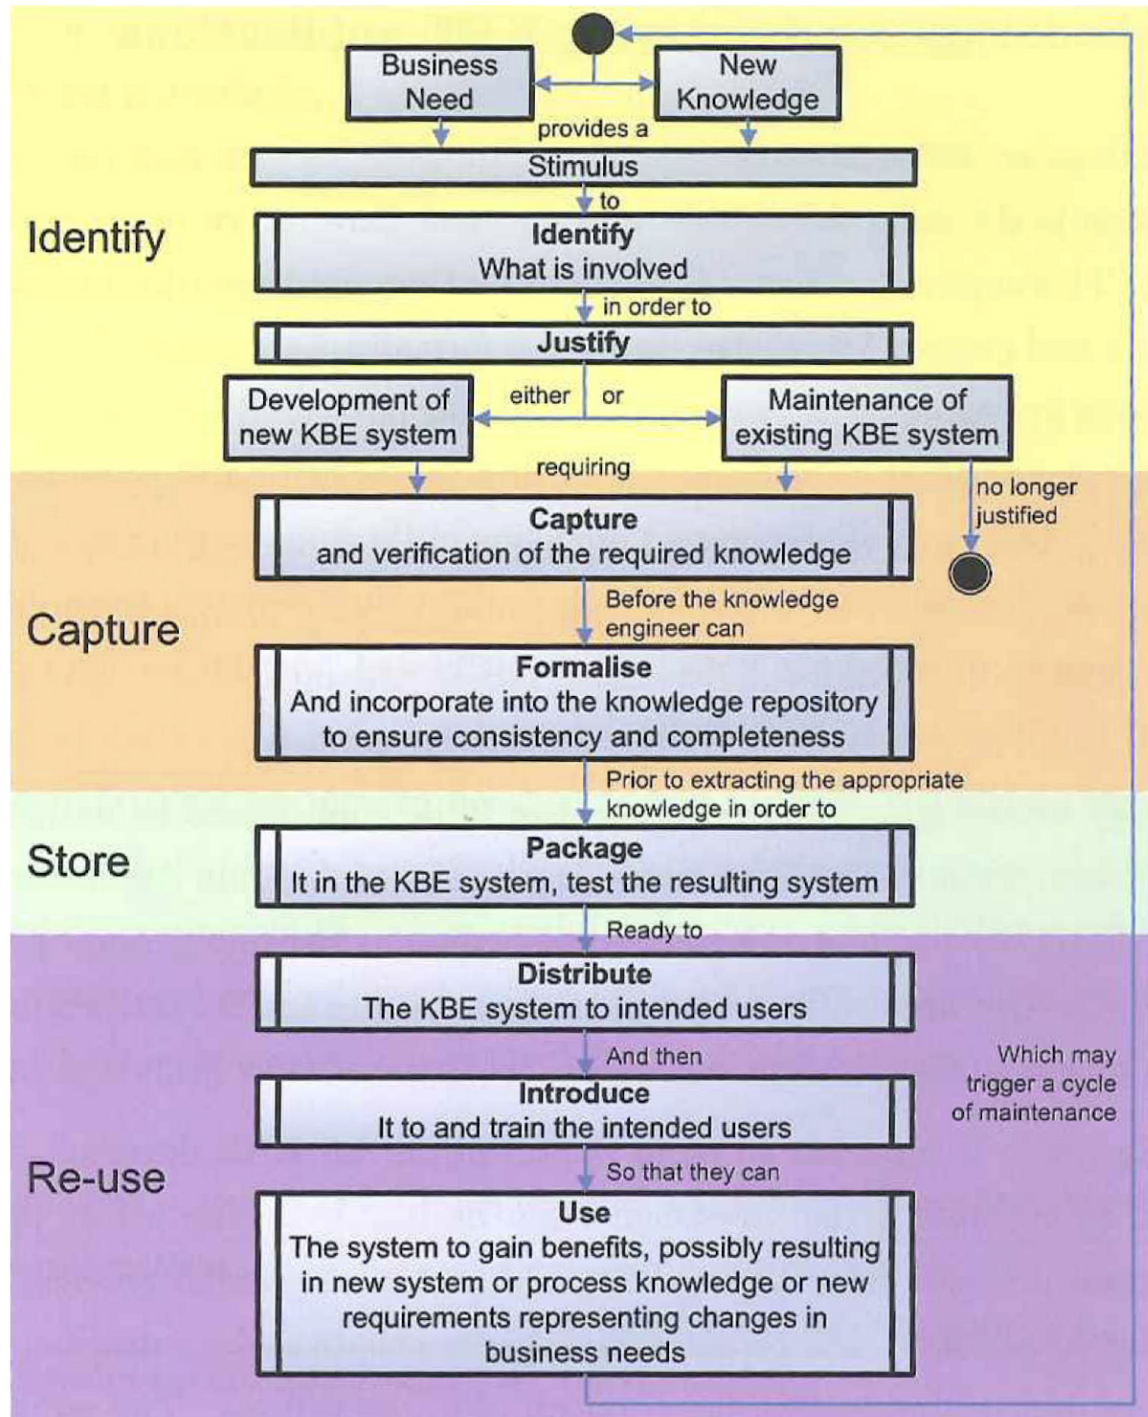 Business
Need
New
Knowledge
provides a
Stimulus
to
Identify
Identify
What is involved
in order to
Justify
Development of
new KBE system
either
or
Maintenance of
existing KBE system
requiring
no longer
justified
Capture
and verification of the required knowledge
Capture
Before the knowledge
engineer can
Formalise
And incorporate into the knowledge repository
to ensure consistency and completeness
Prior to extracting the appropriate
knowledge in order to
Store
Package
It in the KBE system, test the resulting system
Ready to
Distribute
The KBE system to intended users
And then
Which may
trigger a cycle
of maintenance
Introduce
It to and train the intended users
Re-use
So that they can
Use
The system to gain benefits, possibly resulting
in new system or process knowledge or new
requirements representing changes in
business needs